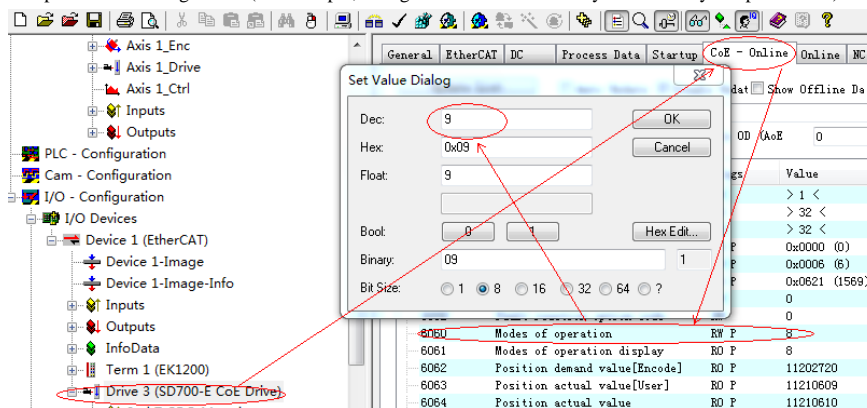 Axis 1_Enc
Axis 1_Drive
Axis 1_Ctrl
Inputs
Outputs
PLC - Configuration
Cam - Configuration
I/O - Configuration
I/O Devices
Device 1 (EtherCAT)
Device 1-Image
Device 1-Image-Info
Inputs
Outputs
InfoData
Term 1 (EK1200)
Drive 3 (SD700-E CoE Drive)
General EtherCAT DC Process Data Startup CoE - Online Online NC
Show Offline Da
OD (AoE 0
Value
> 1 <
> 32 <
> 32 <
P 0x0000 (0)
P 0x0006 (6)
P 0x0621 (1569)
0
0
6060 Modes of operation RW P 8
6061 Modes of operation display RO P 8
6062 Position demand value[Encode] RO P 11202720
6063 Position actual value[User] RO P 11210609
6064 Position actual value RO P 11210610
Set Value Dialog
Dec: 9 OK
Hex: 0x09 Cancel
Float: 9
Bool: 0 1 Hex Edit...
Binary: 09 1
Bit Size: 1 8 16 32 64 ?